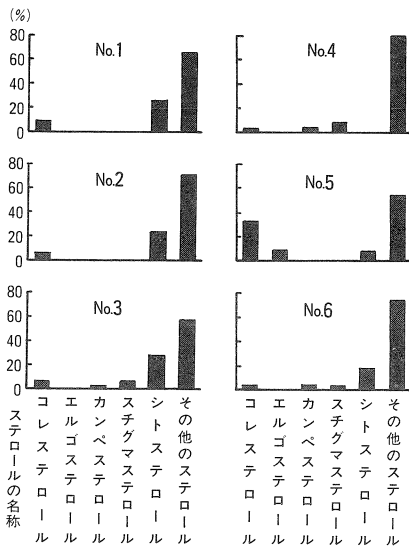 (%)
80
60
40
20
0
No.1
No.4
80
60
40
20
0
No.2
No.5
80
60
40
20
0
No.3
No.6
ステロールの名称
コレステロール
エルゴステロール
カンペステロール
スチグマステロール
シトステロール
その他のステロール
コレステロール
エルゴステロール
カンペステロール
スチグマステロール
シトステロール
その他のステロール